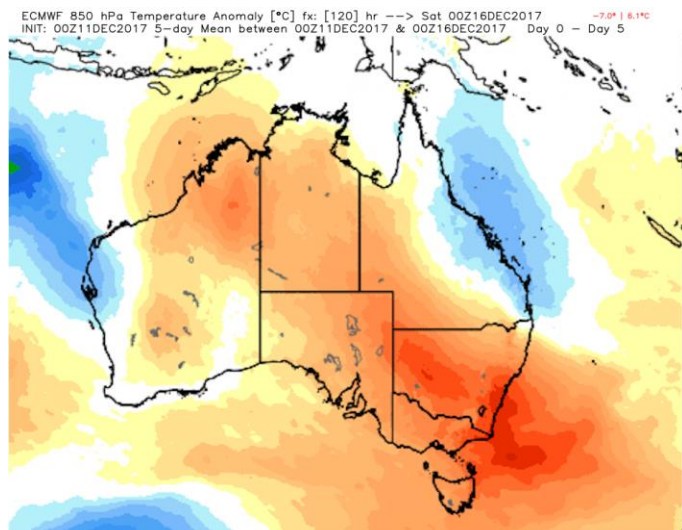 ECMWF 850 hPa Temperature Anomaly [°C] fx: [120] hr --> Sat 00Z16DEC2017 −7.0° | 6.1°C
INIT: 00Z11DEC2017 5-day Mean between 00Z11DEC2017 & 00Z16DEC2017 Day 0 − Day 5